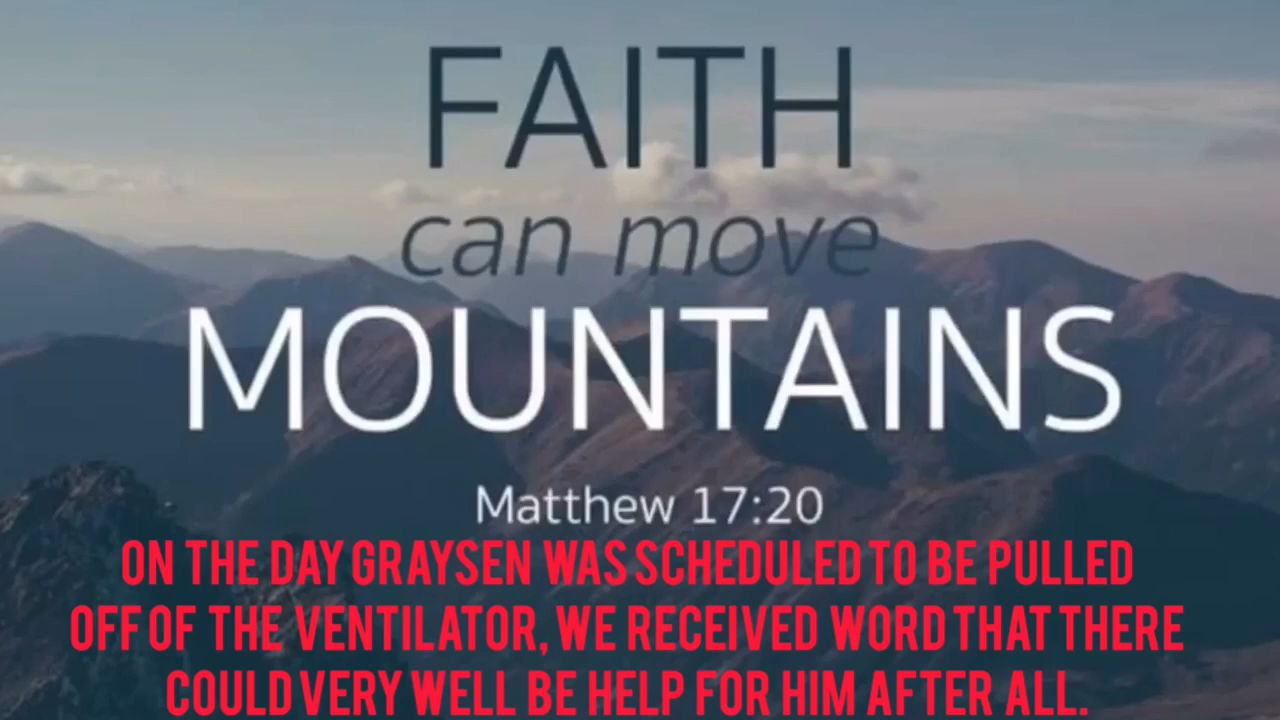 FAITH
can move
MOUNTAINS
Matthew 17:20
ON THE DAY GRAYSEN WAS SCHEDULED TO BE PULLED
OFF OF THE VENTILATOR, WE RECEIVED WORD THAT THERE
COULD VERY WELL BE HELP FOR HIM AFTER ALL.